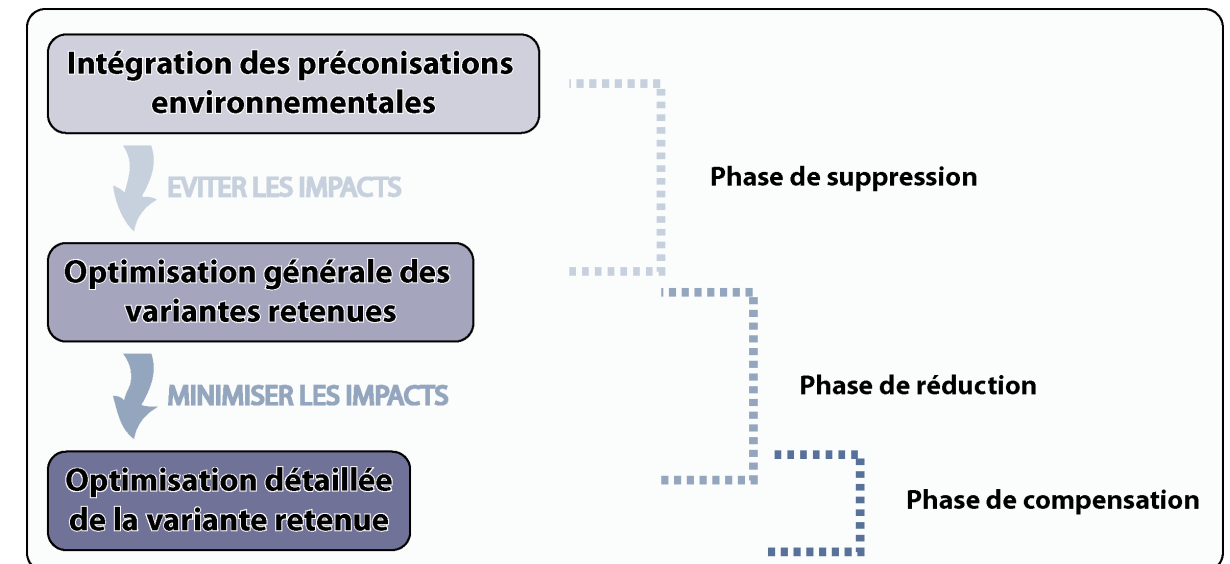 Intégration des préconisations
environnementales
EVITER LES IMPACTS
Phase de suppression
Optimisation générale des
variantes retenues
MINIMISER LES IMPACTS
Phase de réduction
Optimisation détaillée
de la variante retenue
Phase de compensation